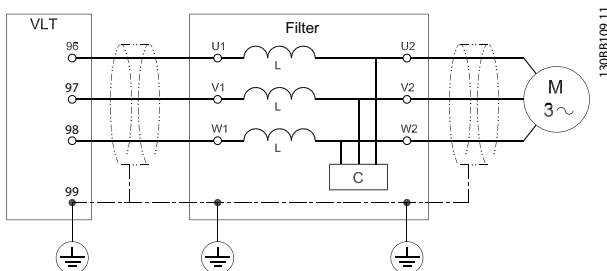 VLT
Filter
130BB109.11
96
U1
L
U2
97
V1
L
V2
M
3~
98
W1
L
W2
C
99